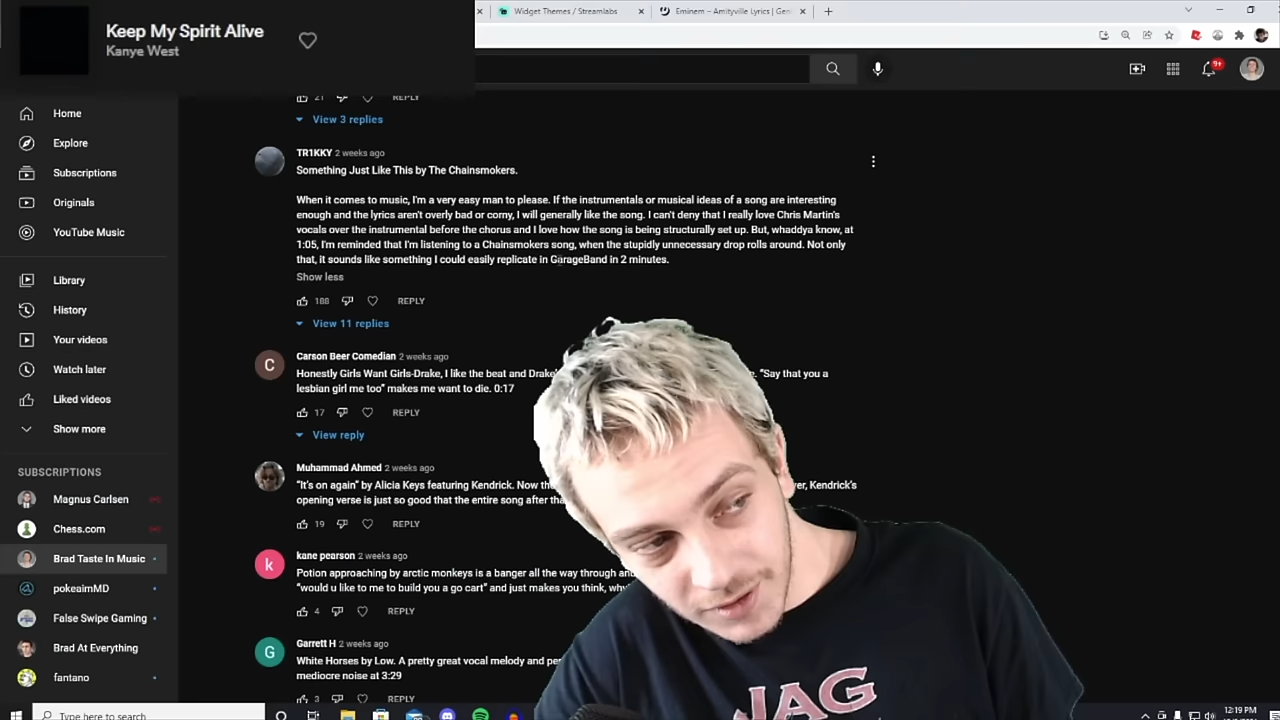 Keep My Spirit Alive
Kanye West
Widget Themes / Streamlabs
Eminem – Amityville Lyrics | Gen
9+
Home
Explore
Subscriptions
Originals
YouTube Music
Library
History
Your videos
Watch later
Liked videos
Show more
SUBSCRIPTIONS
Magnus Carlsen
Chess.com
Brad Taste In Music
pokeaimMD
False Swipe Gaming
Brad At Everything
fantano
21 REPLY
View 3 replies
TR1KKY 2 weeks ago
Something Just Like This by The Chainsmokers.
When it comes to music, I'm a very easy man to please. If the instrumentals or musical ideas of a song are interesting
enough and the lyrics aren't overly bad or corny, I will generally like the song. I can't deny that I really love Chris Martin's
vocals over the instrumental before the chorus and I love how the song is being structurally set up. But, whaddya know, at
1:05, I'm reminded that I'm listening to a Chainsmokers song, when the stupidly unnecessary drop rolls around. Not only
that, it sounds like something I could easily replicate in GarageBand in 2 minutes.
Show less
188 REPLY
View 11 replies
C
Carson Beer Comedian 2 weeks ago
Honestly Girls Want Girls-Drake, I like the beat and Drake' “Say that you a
lesbian girl me too” makes me want to die. 0:17
17 REPLY
View reply
Muhammad Ahmed 2 weeks ago
“It's on again” by Alicia Keys featuring Kendrick. Now Kendrick's
opening verse is just so good that the entire song after
19 REPLY
k
kane pearson 2 weeks ago
Potion approaching by arctic monkeys is a banger all the way through
“would u like to me to build you a go cart” and just makes you think,
4 REPLY
G
Garrett H 2 weeks ago
White Horses by Low. A pretty great vocal melody and
mediocre noise at 3:29
3 REPLY
JAG
Type here to search
12:19 PM